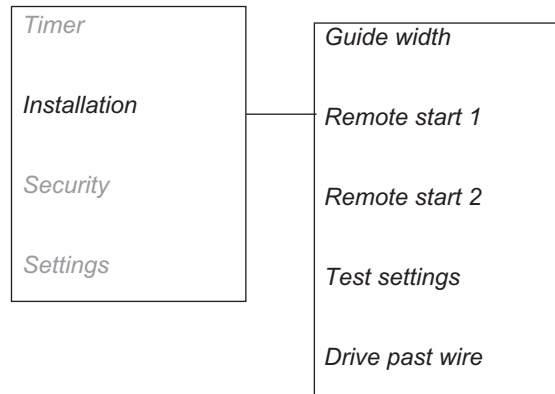 Timer
Installation
Security
Settings
Guide width
Remote start 1
Remote start 2
Test settings
Drive past wire